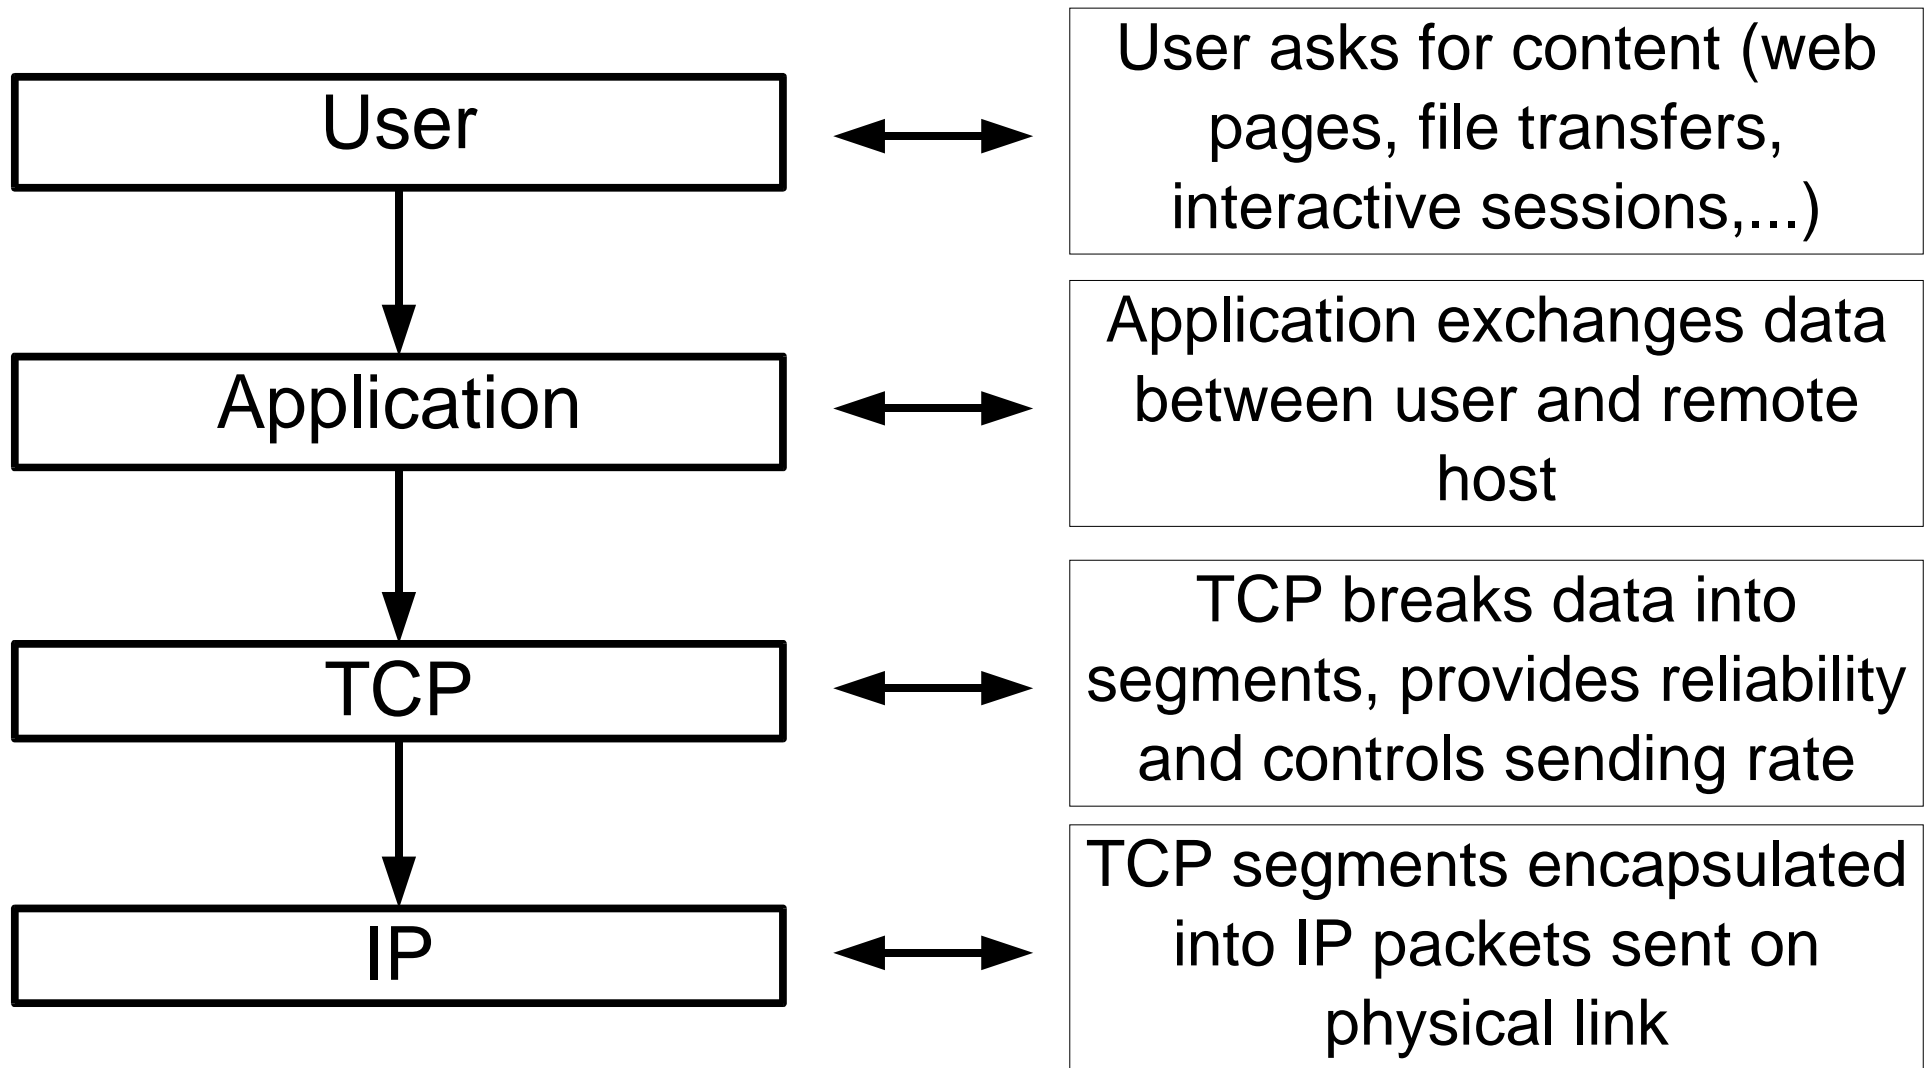 User
User asks for content (web
pages, file transfers,
interactive sessions,...)
Application
Application exchanges data
between user and remote
host
TCP
TCP breaks data into
segments, provides reliability
and controls sending rate
IP
TCP segments encapsulated
into IP packets sent on
physical link